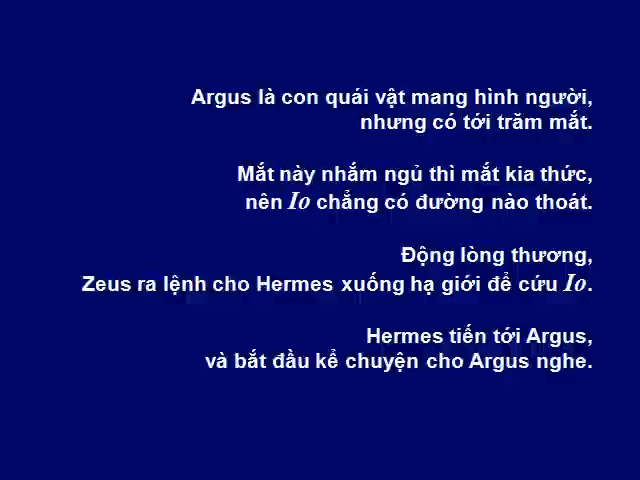 Argus là con quái vật mang hình người,
nhưng có tới trăm mắt.
Mắt này nhắm ngủ thì mắt kia thức,
nên Io chẳng có đường nào thoát.
Động lòng thương,
Zeus ra lệnh cho Hermes xuống hạ giới để cứu Io.
Hermes tiến tới Argus,
và bắt đầu kể chuyện cho Argus nghe.